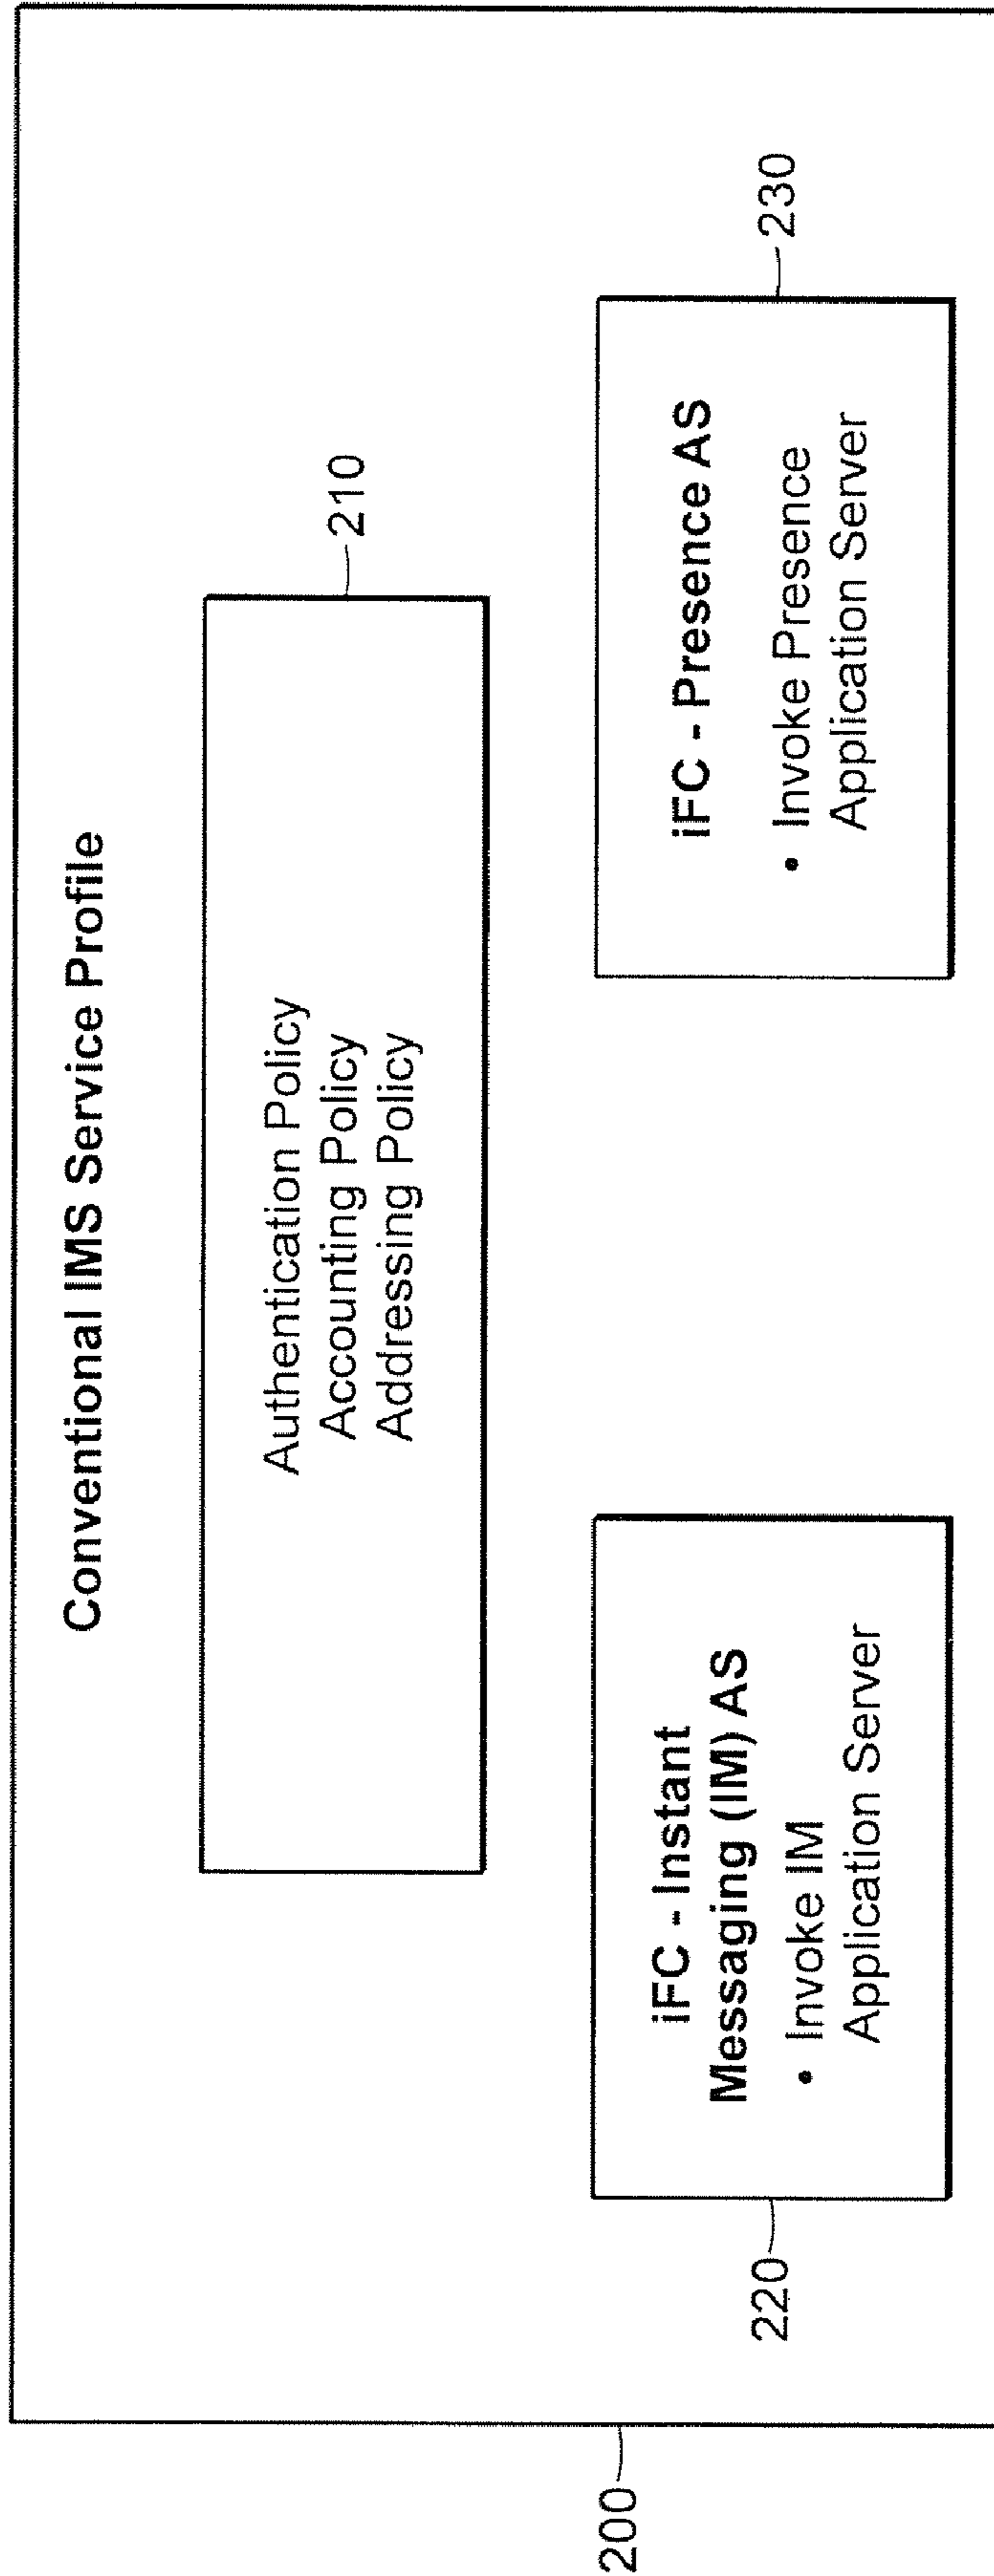 Conventional IMS Service Profile
Authentication Policy
Accounting Policy
Addressing Policy
210
iFC - Instant
Messaging (IM) AS
• Invoke IM
Application Server
220
iFC - Presence AS
• Invoke Presence
Application Server
230
200